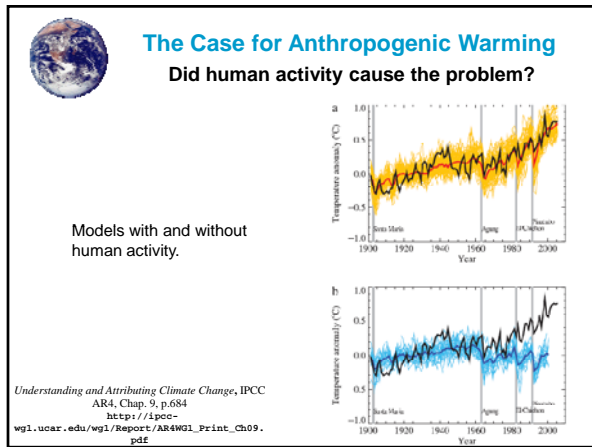 The Case for Anthropogenic Warming
Did human activity cause the problem?
Models with and without
human activity.
a
Temperature anomaly (°C)
1.0
0.5
0.0
−0.5
−1.0
Santa Maria
Agung
El Chichon
Pinatubo
1900 1920 1940 1960 1980 2000
Year
b
Temperature anomaly (°C)
1.0
0.5
0.0
−0.5
−1.0
Santa Maria
Agung
El Chichon
Pinatubo
1900 1920 1940 1960 1980 2000
Year
Understanding and Attributing Climate Change, IPCC
AR4, Chap. 9, p.684
http://ipcc-
wg1.ucar.edu/wg1/Report/AR4WG1_Print_Ch09.
pdf